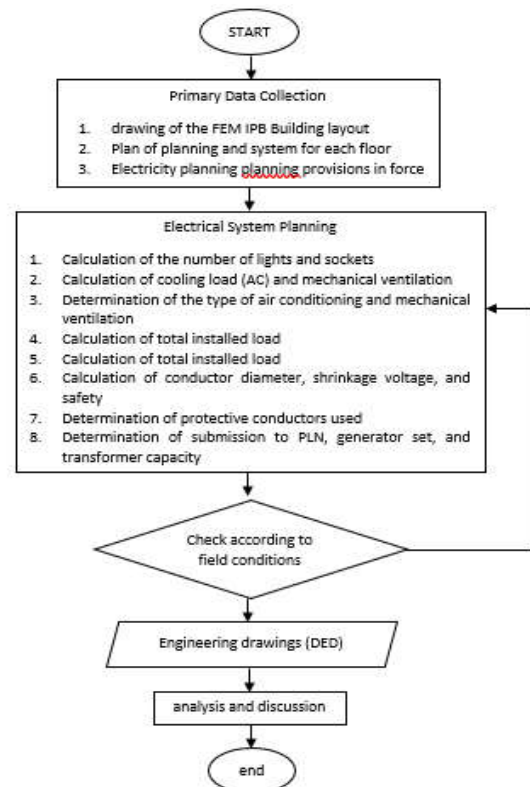 START
Primary Data Collection
1. drawing of the FEM IPB Building layout
2. Plan of planning and system for each floor
3. Electricity planning planning provisions in force
Electrical System Planning
1. Calculation of the number of lights and sockets
2. Calculation of cooling load (AC) and mechanical ventilation
3. Determination of the type of air conditioning and mechanical
ventilation
4. Calculation of total installed load
5. Calculation of total installed load
6. Calculation of conductor diameter, shrinkage voltage, and
safety
7. Determination of protective conductors used
8. Determination of submission to PLN, generator set, and
transformer capacity
Check according to
field conditions
Engineering drawings (DED)
analysis and discussion
end